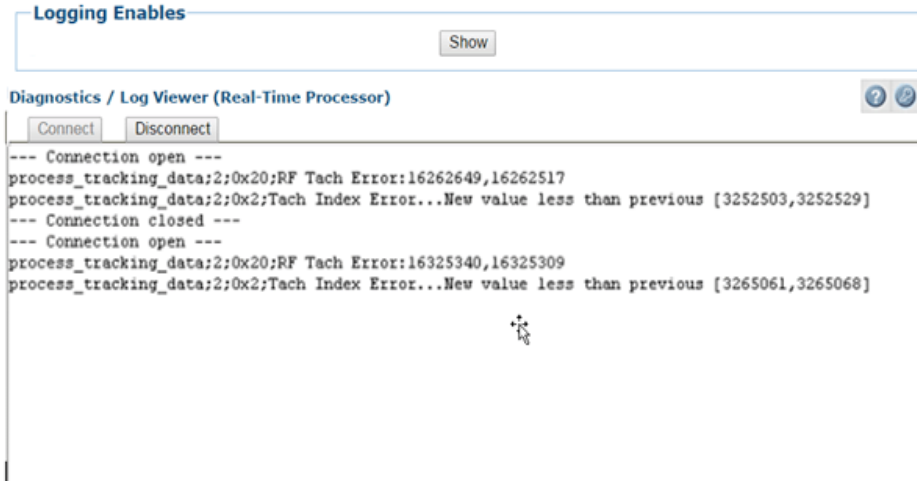 Logging Enables
Show
Diagnostics / Log Viewer (Real-Time Processor)
?
Connect Disconnect
--- Connection open ---
process_tracking_data;2;0x20;RF Tach Error:16262649,16262517
process_tracking_data;2;0x2;Tach Index Error...New value less than previous [3252503,3252529]
--- Connection closed ---
--- Connection open ---
process_tracking_data;2;0x20;RF Tach Error:16325340,16325309
process_tracking_data;2;0x2;Tach Index Error...New value less than previous [3265061,3265068]